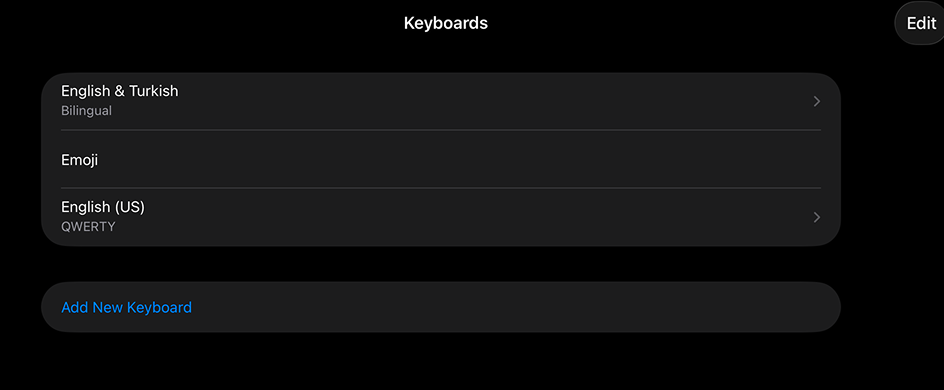 Keyboards
Edit
English & Turkish
Bilingual
Emoji
English (US)
QWERTY
Add New Keyboard